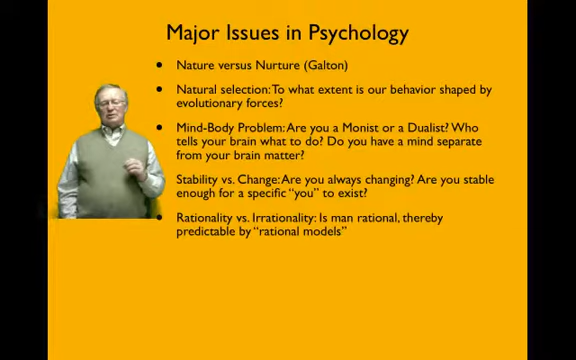 Major Issues in Psychology
• Nature versus Nurture (Galton)
• Natural selection: To what extent is our behavior shaped by
evolutionary forces?
• Mind-Body Problem: Are you a Monist or a Dualist? Who
tells your brain what to do? Do you have a mind separate
from your brain matter?
Stability vs. Change: Are you always changing? Are you stable
enough for a specific “you” to exist?
• Rationality vs. Irrationality: Is man rational, thereby
predictable by “rational models”